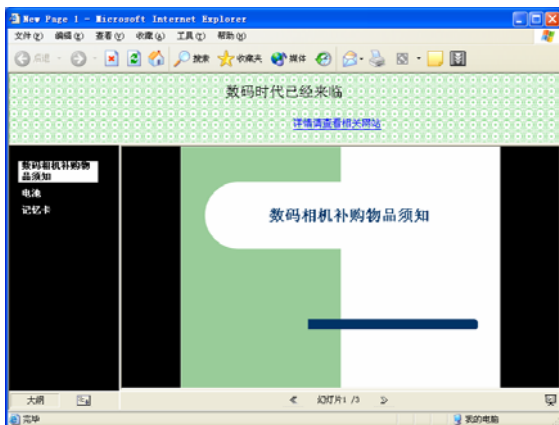 New Page 1 - Microsoft Internet Explorer
文件(F) 编辑(E) 查看(V) 收藏(A) 工具(T) 帮助(H)
后退 搜索 收藏夹 媒体
数码时代已经来临
详情请查看相关网站
数码相机补购物
品须知
电池
记忆卡
数码相机补购物品须知
大纲 幻灯片 1 /3
完毕 我的电脑